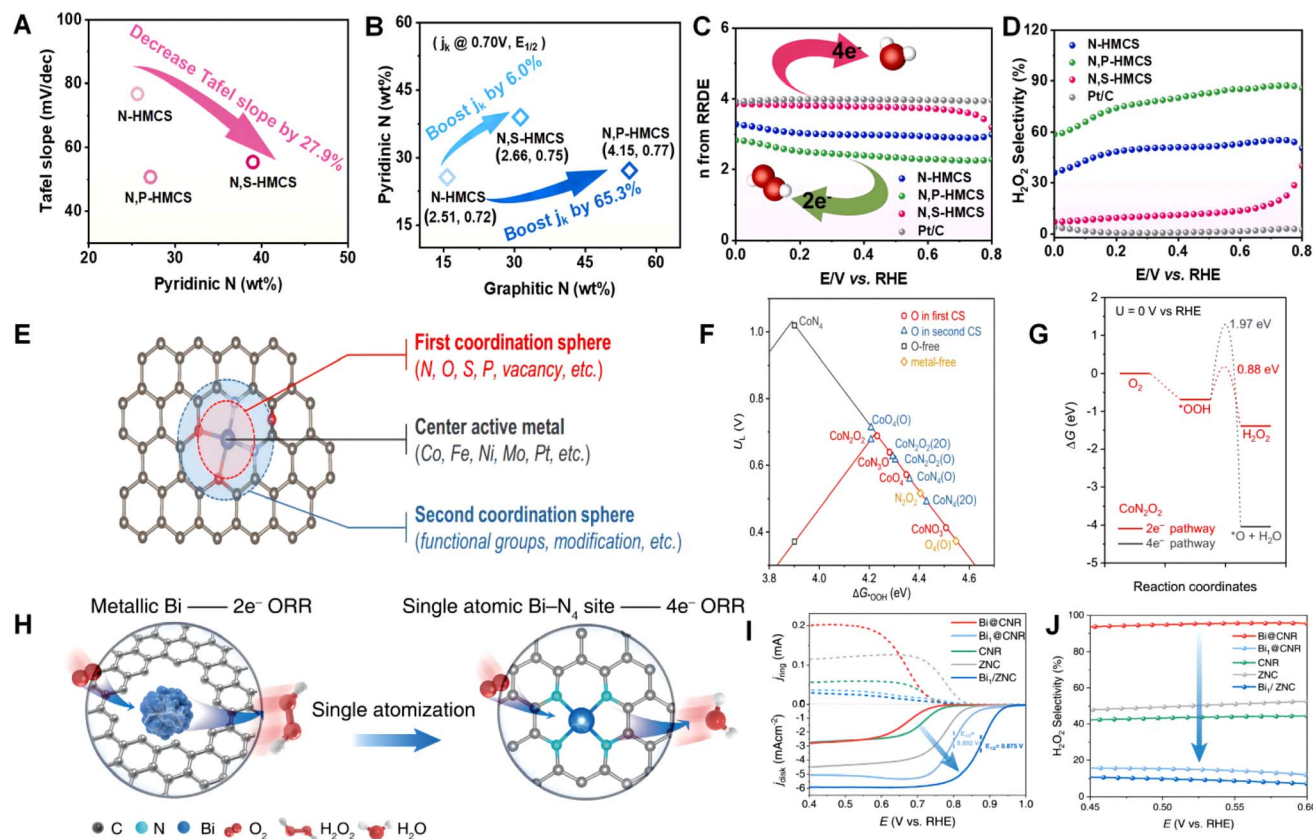 A
Tafel slope (mV/dec)
100
80
60
40
20
30
40
50
Pyridinic N (wt%)
Decrease Tafel slope by 27.9%
N-HMCS
N,P-HMCS
N,S-HMCS
B
Pyridinic N (wt%)
60
45
30
15
15
30
45
60
Graphitic N (wt%)
( jk @ 0.70V, E1/2 )
Boost jk by 6.0%
N,S-HMCS
(2.66, 0.75)
N,P-HMCS
(4.15, 0.77)
N-HMCS
(2.51, 0.72)
Boost jk by 65.3%
C
n from RRDE
6
4
2
0
0.0
0.2
0.4
0.6
0.8
E/V vs. RHE
4e-
2e-
N-HMCS
N,P-HMCS
N,S-HMCS
Pt/C
D
H2O2 Selectivity (%)
120
90
60
30
0
0.0
0.2
0.4
0.6
0.8
E/V vs. RHE
N-HMCS
N,P-HMCS
N,S-HMCS
Pt/C
E
First coordination sphere
(N, O, S, P, vacancy, etc.)
Center active metal
(Co, Fe, Ni, Mo, Pt, etc.)
Second coordination sphere
(functional groups, modification, etc.)
F
UL (V)
1.0
0.8
0.6
0.4
3.8
4.0
4.2
4.4
4.6
ΔG*OOH (eV)
O in first CS
O in second CS
O-free
metal-free
CoN4
CoO4(O)
CoN2O2
CoN2O2(2O)
CoN3O
CoN2O2(O)
CoO4
CoN4(O)
N2O2
CoN4(2O)
CoNO3
O4(O)
G
U = 0 V vs RHE
ΔG (eV)
1
0
-1
-2
-3
-4
-5
1.97 eV
0.88 eV
O2
*OOH
H2O2
*O + H2O
CoN2O2
2e− pathway
4e− pathway
Reaction coordinates
H
Metallic Bi —— 2e− ORR
Single atomic Bi–N4 site —— 4e− ORR
Single atomization
C
N
Bi
O2
H2O2
H2O
I
jring (mA)
0.2
0.1
0.0
jdisk (mAcm-2)
-1
-2
-3
-4
-5
-6
0.4
0.5
0.6
0.7
0.8
0.9
1.0
E (V vs. RHE)
Bi@CNR
Bi1@CNR
CNR
ZNC
Bi1/ZNC
E1/2=
E1/2= 0.875 V
J
H2O2 Selectivity (%)
100
80
60
40
20
0
0.45
0.50
0.55
0.60
E (V vs. RHE)
Bi@CNR
Bi1@CNR
CNR
ZNC
Bi1/ ZNC